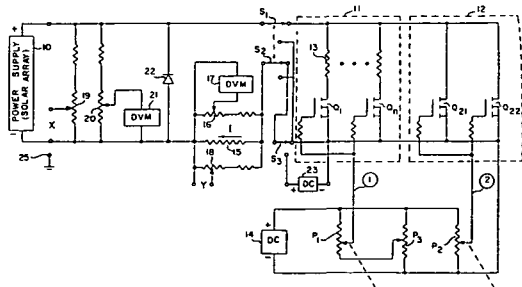 11
12
S1
S2
S3
+
10
POWER SUPPLY
(SOLAR ARRAY)
-
X
19
20
21
DVM
25
22
17
DVM
16
I
15
18
Y
13
Q1
Qn
Q21
Q22
23
+ DC -
1
2
14
+
DC
-
P1
P3
P2